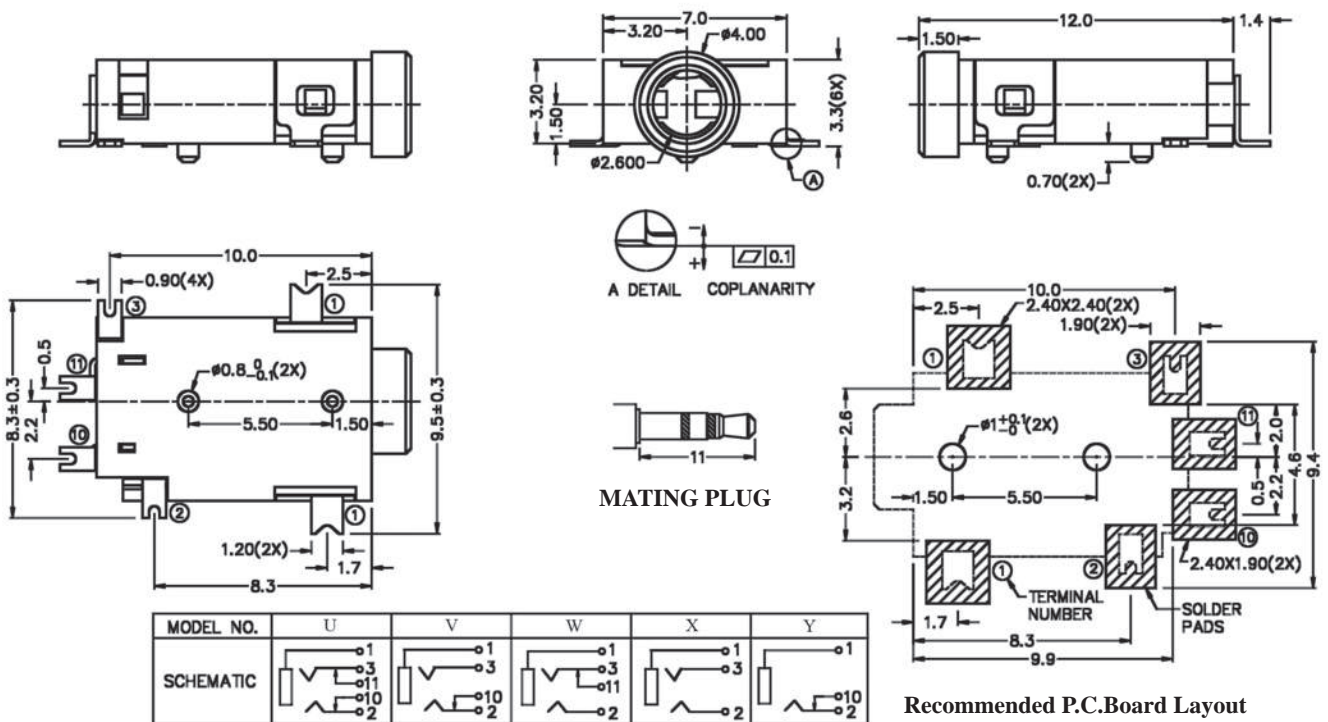 7.0
3.20
ø4.00
3.20
1.50
3.3(6X)
ø2.600
A
12.0
1.50
1.4
0.70(2X)
A DETAIL COPLANARITY
- + 0.1
10.0
0.90(4X)
2.5
3
1
11
0.5
8.3±0.3
2.2
ø0.8 0 -0.1 (2X)
5.50
1.50
9.5±0.3
10
2
1
1.20(2X)
1.7
8.3
11
MATING PLUG
10.0
2.5
2.40X2.40(2X)
1.90(2X)
1
3
11
2.6
ø1 +0.1 -0 (2X)
2.0
4.6
9.4
3.2
1.50
5.50
0.5
2.2
10
1
2
2.40X1.90(2X)
TERMINAL
NUMBER
SOLDER
PADS
1.7
8.3
9.9
Recommended P.C.Board Layout
MODEL NO. U V W X Y
SCHEMATIC
1 3 11 10 2
1 3 10 2
1 3 11 2
1 3 2
1 10 2